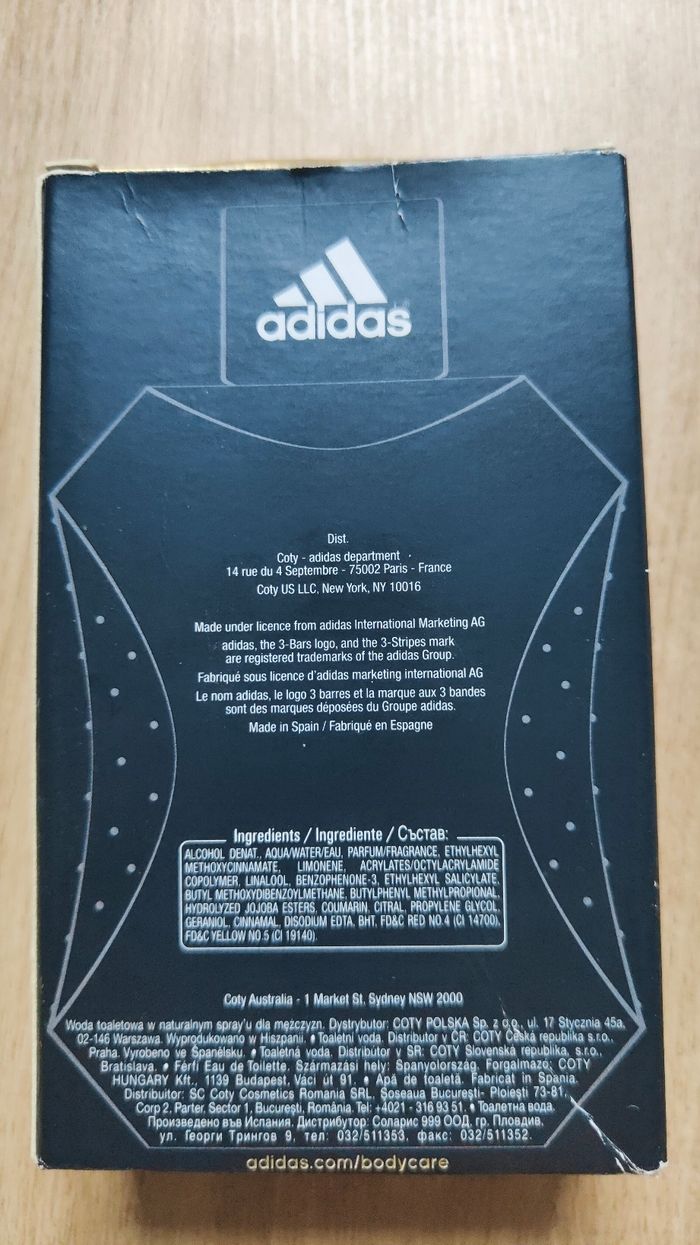 adidas
Dist.
Coty - adidas department
14 rue du 4 Septembre - 75002 Paris - France
Coty US LLC, New York, NY 10016
Made under licence from adidas International Marketing AG
adidas, the 3-Bars logo, and the 3-Stripes mark
are registered trademarks of the adidas Group.
Fabriqué sous licence d'adidas marketing international AG
Le nom adidas, le logo 3 barres et la marque aux 3 bandes
sont des marques déposées du Groupe adidas.
Made in Spain / Fabriqué en Espagne
Ingredients / Ingrediente / Състав:
ALCOHOL DENAT., AQUA/WATER/EAU, PARFUM/FRAGRANCE, ETHYLHEXYL
METHOXYCINNAMATE, LIMONENE, ACRYLATES/OCTYLACRYLAMIDE
COPOLYMER, LINALOOL, BENZOPHENONE-3, ETHYLHEXYL SALICYLATE,
BUTYL METHOXYDIBENZOYLMETHANE, BUTYLPHENYL METHYLPROPIONAL,
HYDROLYZED JOJOBA ESTERS, COUMARIN, CITRAL, PROPYLENE GLYCOL,
GERANIOL, CINNAMAL, DISODIUM EDTA, BHT, FD&C RED NO.4 (CI 14700),
FD&C YELLOW NO.5 (CI 19140).
Coty Australia - 1 Market St, Sydney NSW 2000
Woda toaletowa w naturalnym spray'u dla mężczyzn. Dystrybutor: COTY POLSKA Sp. z o.o., ul. 17 Stycznia 45a,
02-146 Warszawa. Wyprodukowano w Hiszpanii. • Toaletní voda. Distributor v ČR: COTY Česká republika s.r.o.,
Praha. Vyrobeno ve Španělsku. • Toaletná voda. Distribútor v SR: COTY Slovenská republika, s.r.o.,
Bratislava. • Férfi Eau de Toilette. Származási hely: Spanyolország. Forgalmazó: COTY
HUNGARY Kft., 1139 Budapest, Váci út 91. • Apă de toaletă. Fabricat în Spania.
Distribuitor: SC Coty Cosmetics Romania SRL, Șoseaua București- Ploiești 73-81,
Corp 2, Parter, Sector 1, București, România. Tel: +4021 - 316 93 51. • Тоалетна вода.
Произведено във Испания. Дистрибутор: Соларис 999 ООД, гр. Пловдив,
ул. Георги Трингов 9, тел: 032/511353, факс: 032/511352.
adidas.com/bodycare